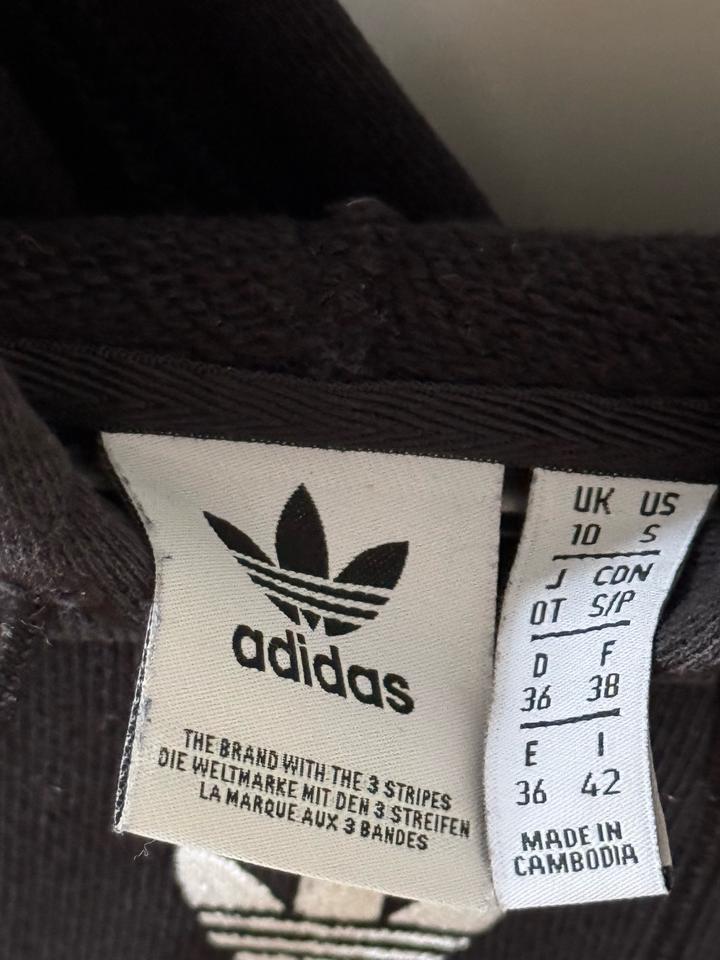 adidas
THE BRAND WITH THE 3 STRIPES
DIE WELTMARKE MIT DEN 3 STREIFEN
LA MARQUE AUX 3 BANDES
UK US
10 S
J CDN
OT S/P
D F
36 38
E I
36 42
MADE IN
CAMBODIA